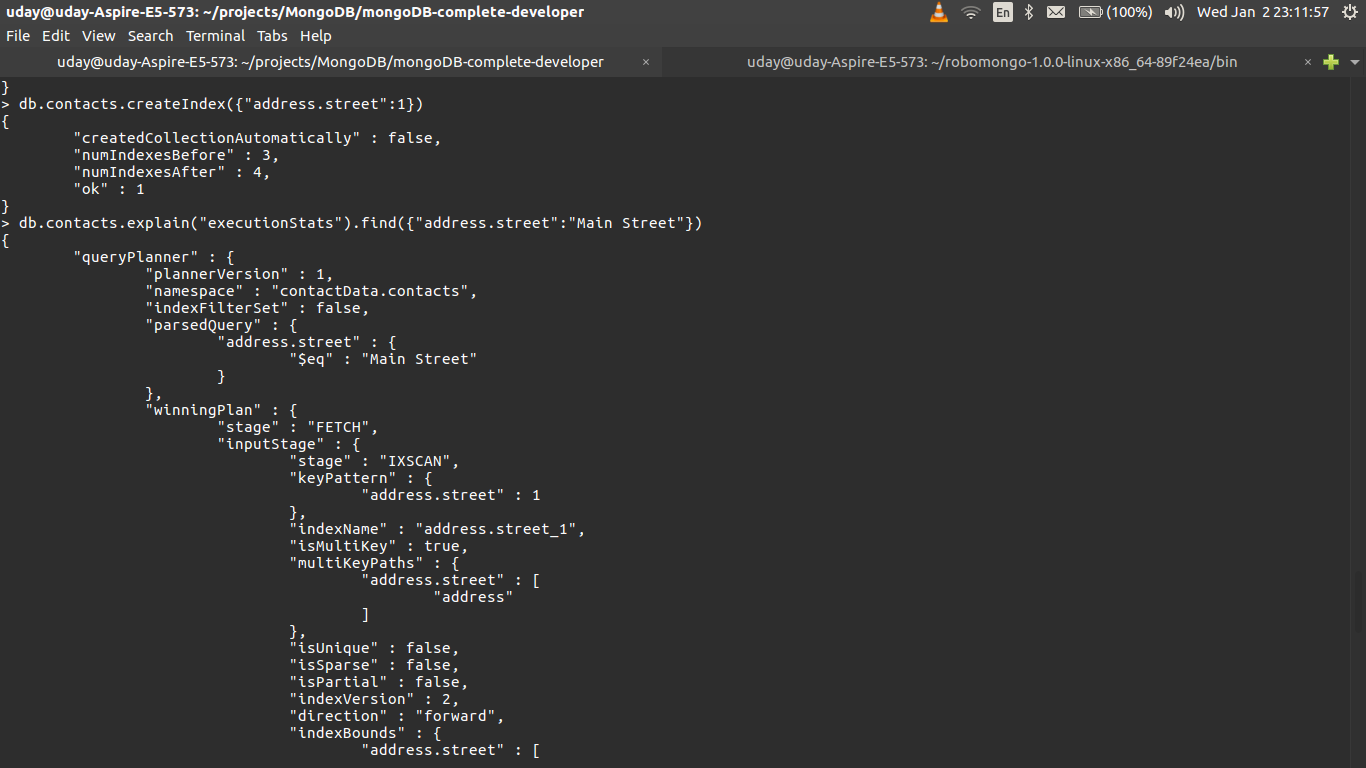 uday@uday-Aspire-E5-573: ~/projects/MongoDB/mongoDB-complete-developer En (100%) Wed Jan 2 23:11:57
File Edit View Search Terminal Tabs Help
uday@uday-Aspire-E5-573: ~/projects/MongoDB/mongoDB-complete-developer × uday@uday-Aspire-E5-573: ~/robomongo-1.0.0-linux-x86_64-89f24ea/bin ×
}
> db.contacts.createIndex({"address.street":1})
{
        "createdCollectionAutomatically" : false,
        "numIndexesBefore" : 3,
        "numIndexesAfter" : 4,
        "ok" : 1
}
> db.contacts.explain("executionStats").find({"address.street":"Main Street"})
{
        "queryPlanner" : {
                "plannerVersion" : 1,
                "namespace" : "contactData.contacts",
                "indexFilterSet" : false,
                "parsedQuery" : {
                        "address.street" : {
                                "$eq" : "Main Street"
                        }
                },
                "winningPlan" : {
                        "stage" : "FETCH",
                        "inputStage" : {
                                "stage" : "IXSCAN",
                                "keyPattern" : {
                                        "address.street" : 1
                                },
                                "indexName" : "address.street_1",
                                "isMultiKey" : true,
                                "multiKeyPaths" : {
                                        "address.street" : [
                                                "address"
                                        ]
                                },
                                "isUnique" : false,
                                "isSparse" : false,
                                "isPartial" : false,
                                "indexVersion" : 2,
                                "direction" : "forward",
                                "indexBounds" : {
                                        "address.street" : [